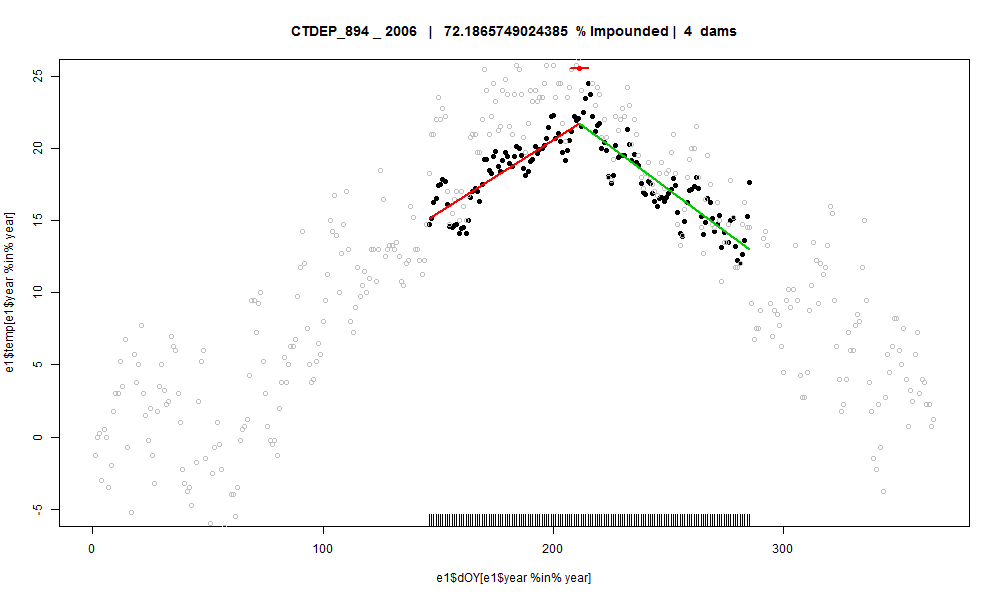 CTDEP_894 _ 2006 | 72.1865749024385 % Impounded | 4 dams
e1$temp[e1$year %in% year]
25
20
15
10
5
0
-5
0 100 200 300
e1$dOY[e1$year %in% year]